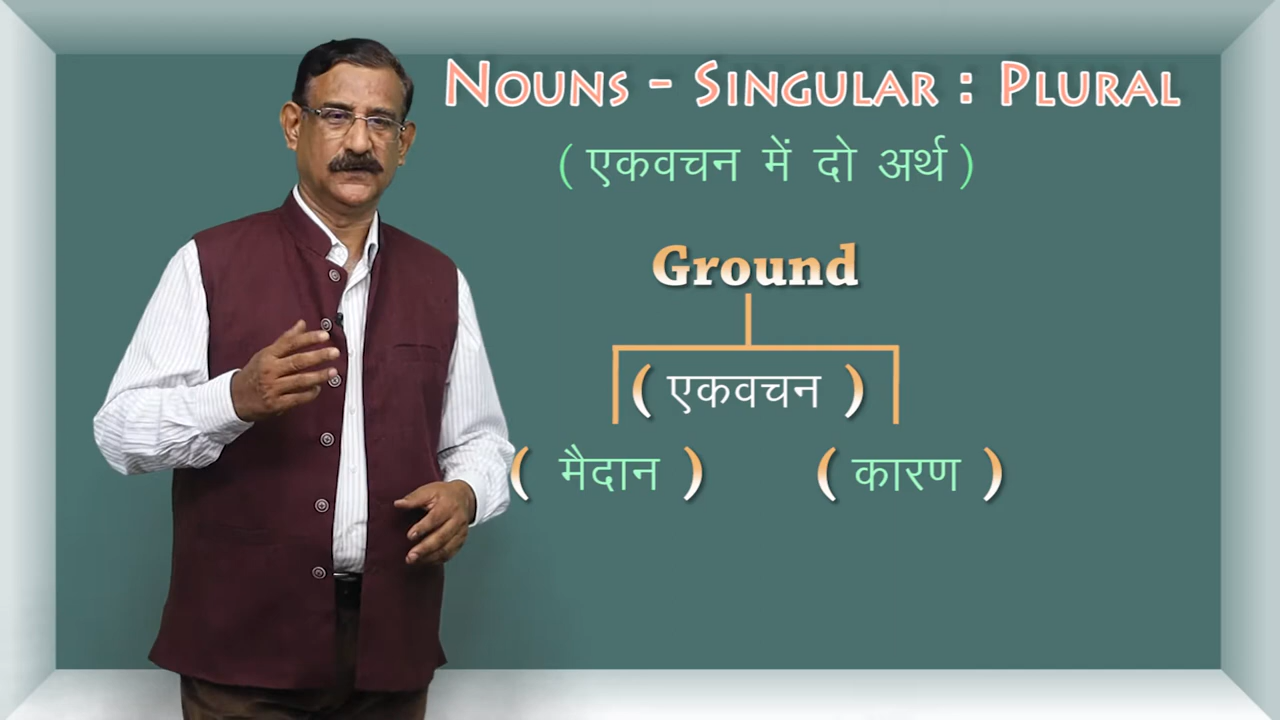 NOUNS - SINGULAR : PLURAL
( एकवचन में दो अर्थ )
Ground
( एकवचन )
( मैदान ) ( कारण )